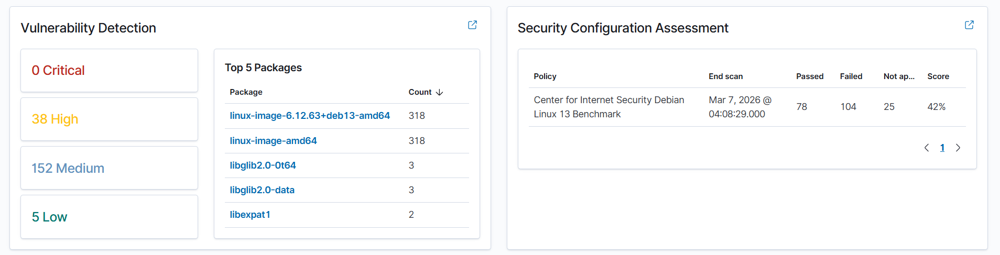 Vulnerability Detection
0 Critical
38 High
152 Medium
5 Low
Top 5 Packages
Package Count
linux-image-6.12.63+deb13-amd64 318
linux-image-amd64 318
libglib2.0-0t64 3
libglib2.0-data 3
libexpat1 2
Security Configuration Assessment
Policy End scan Passed Failed Not ap... Score
Center for Internet Security Debian Mar 7, 2026 @
78 104 25 42%
Linux 13 Benchmark 04:08:29.000
1